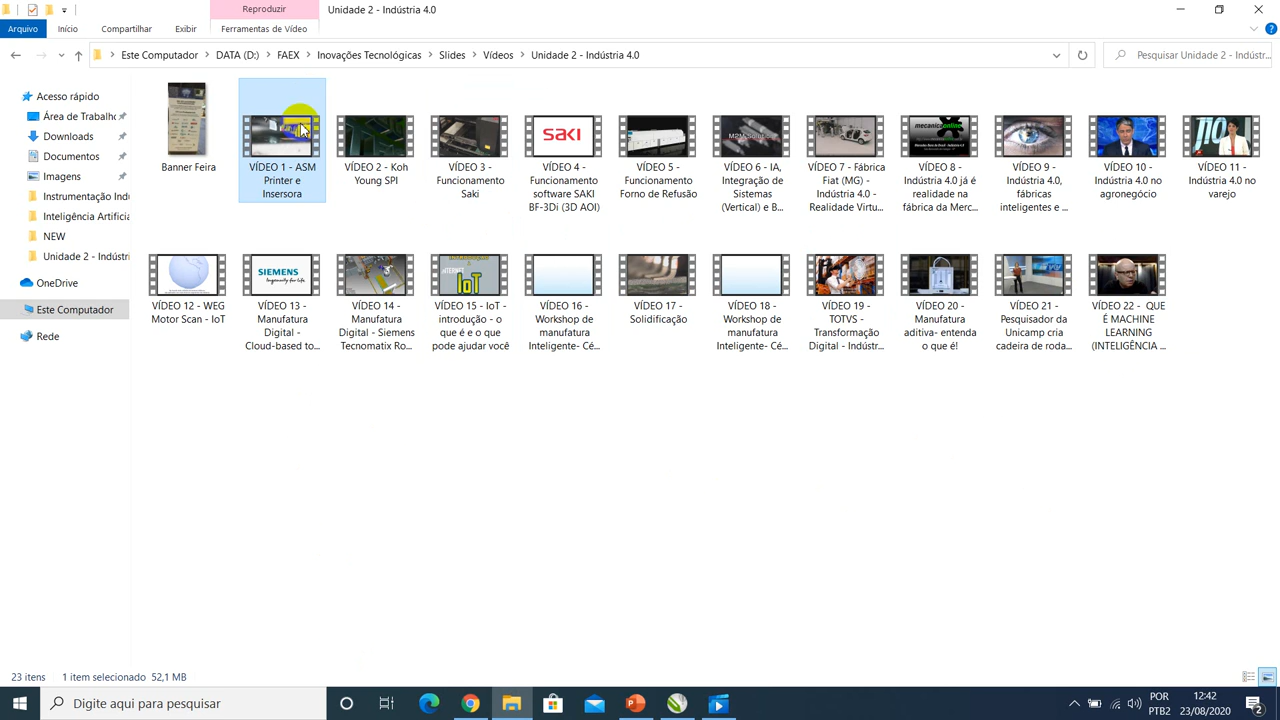 Reproduzir
Unidade 2 - Indústria 4.0
Arquivo
Início
Compartilhar
Exibir
Ferramentas de Vídeo
Este Computador
DATA (D:)
FAEX
Inovações Tecnológicas
Slides
Vídeos
Unidade 2 - Indústria 4.0
Pesquisar Unidade 2 - Indústr...
Acesso rápido
Área de Trabalho
Downloads
Documentos
Imagens
Instrumentação Indu
Inteligência Artificia
NEW
Unidade 2 - Indústri
OneDrive
Este Computador
Rede
Banner Feira
VÍDEO 1 - ASM
Printer e
Insersora
VÍDEO 2 - Koh
Young SPI
VÍDEO 3 -
Funcionamento
Saki
SAKI
VÍDEO 4 -
Funcionamento
software SAKI
BF-3Di (3D AOI)
VÍDEO 5 -
Funcionamento
Forno de Refusão
M2M Solution
VÍDEO 6 - IA,
Integração de
Sistemas
(Vertical) e B...
VÍDEO 7 - Fábrica
Fiat (MG) -
Indústria 4.0 -
Realidade Virtu...
mecânicaonline
VÍDEO 8 -
Indústria 4.0 já é
realidade na
fábrica da Merc...
VÍDEO 9 -
Indústria 4.0,
fábricas
inteligentes e ...
VÍDEO 10 -
Indústria 4.0 no
agronegócio
VÍDEO 11 -
Indústria 4.0 no
varejo
VÍDEO 12 - WEG
Motor Scan - IoT
SIEMENS
Ingenuity for life
VÍDEO 13 -
Manufatura
Digital -
Cloud-based to...
VÍDEO 14 -
Manufatura
Digital - Siemens
Tecnomatix Ro...
INTRODUÇÃO
INTERNET
IoT
VÍDEO 15 - IoT -
introdução - o
que é e o que
pode ajudar você
VÍDEO 16 -
Workshop de
manufatura
Inteligente- Cé...
VÍDEO 17 -
Solidificação
VÍDEO 18 -
Workshop de
manufatura
Inteligente- Cé...
VÍDEO 19 -
TOTVS -
Transformação
Digital - Indústr...
VÍDEO 20 -
Manufatura
aditiva- entenda
o que é!
VÍDEO 21 -
Pesquisador da
Unicamp cria
cadeira de roda...
VÍDEO 22 - QUE
É MACHINE
LEARNING
(INTELIGÊNCIA ...
23 itens
1 item selecionado 52,1 MB
Digite aqui para pesquisar
POR
PTB2
12:42
23/08/2020
2